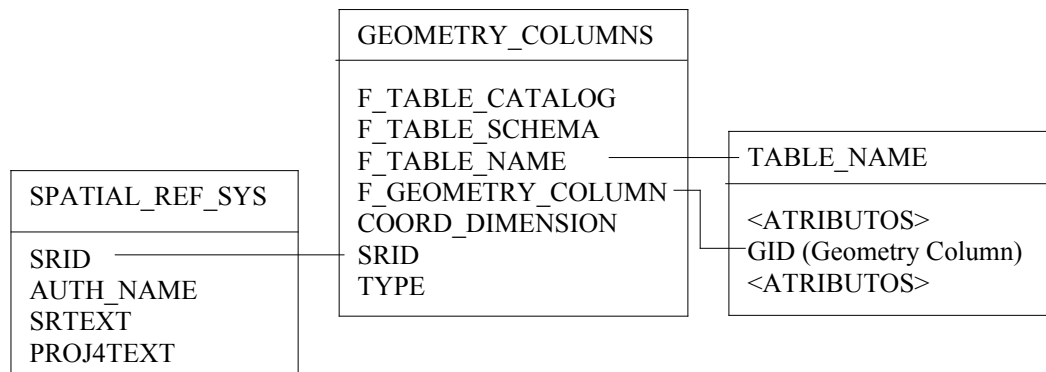 GEOMETRY_COLUMNS
F_TABLE_CATALOG
F_TABLE_SCHEMA
F_TABLE_NAME
F_GEOMETRY_COLUMN
COORD_DIMENSION
SRID
TYPE
SPATIAL_REF_SYS
SRID
AUTH_NAME
SRTEXT
PROJ4TEXT
TABLE_NAME
<ATRIBUTOS>
GID (Geometry Column)
<ATRIBUTOS>